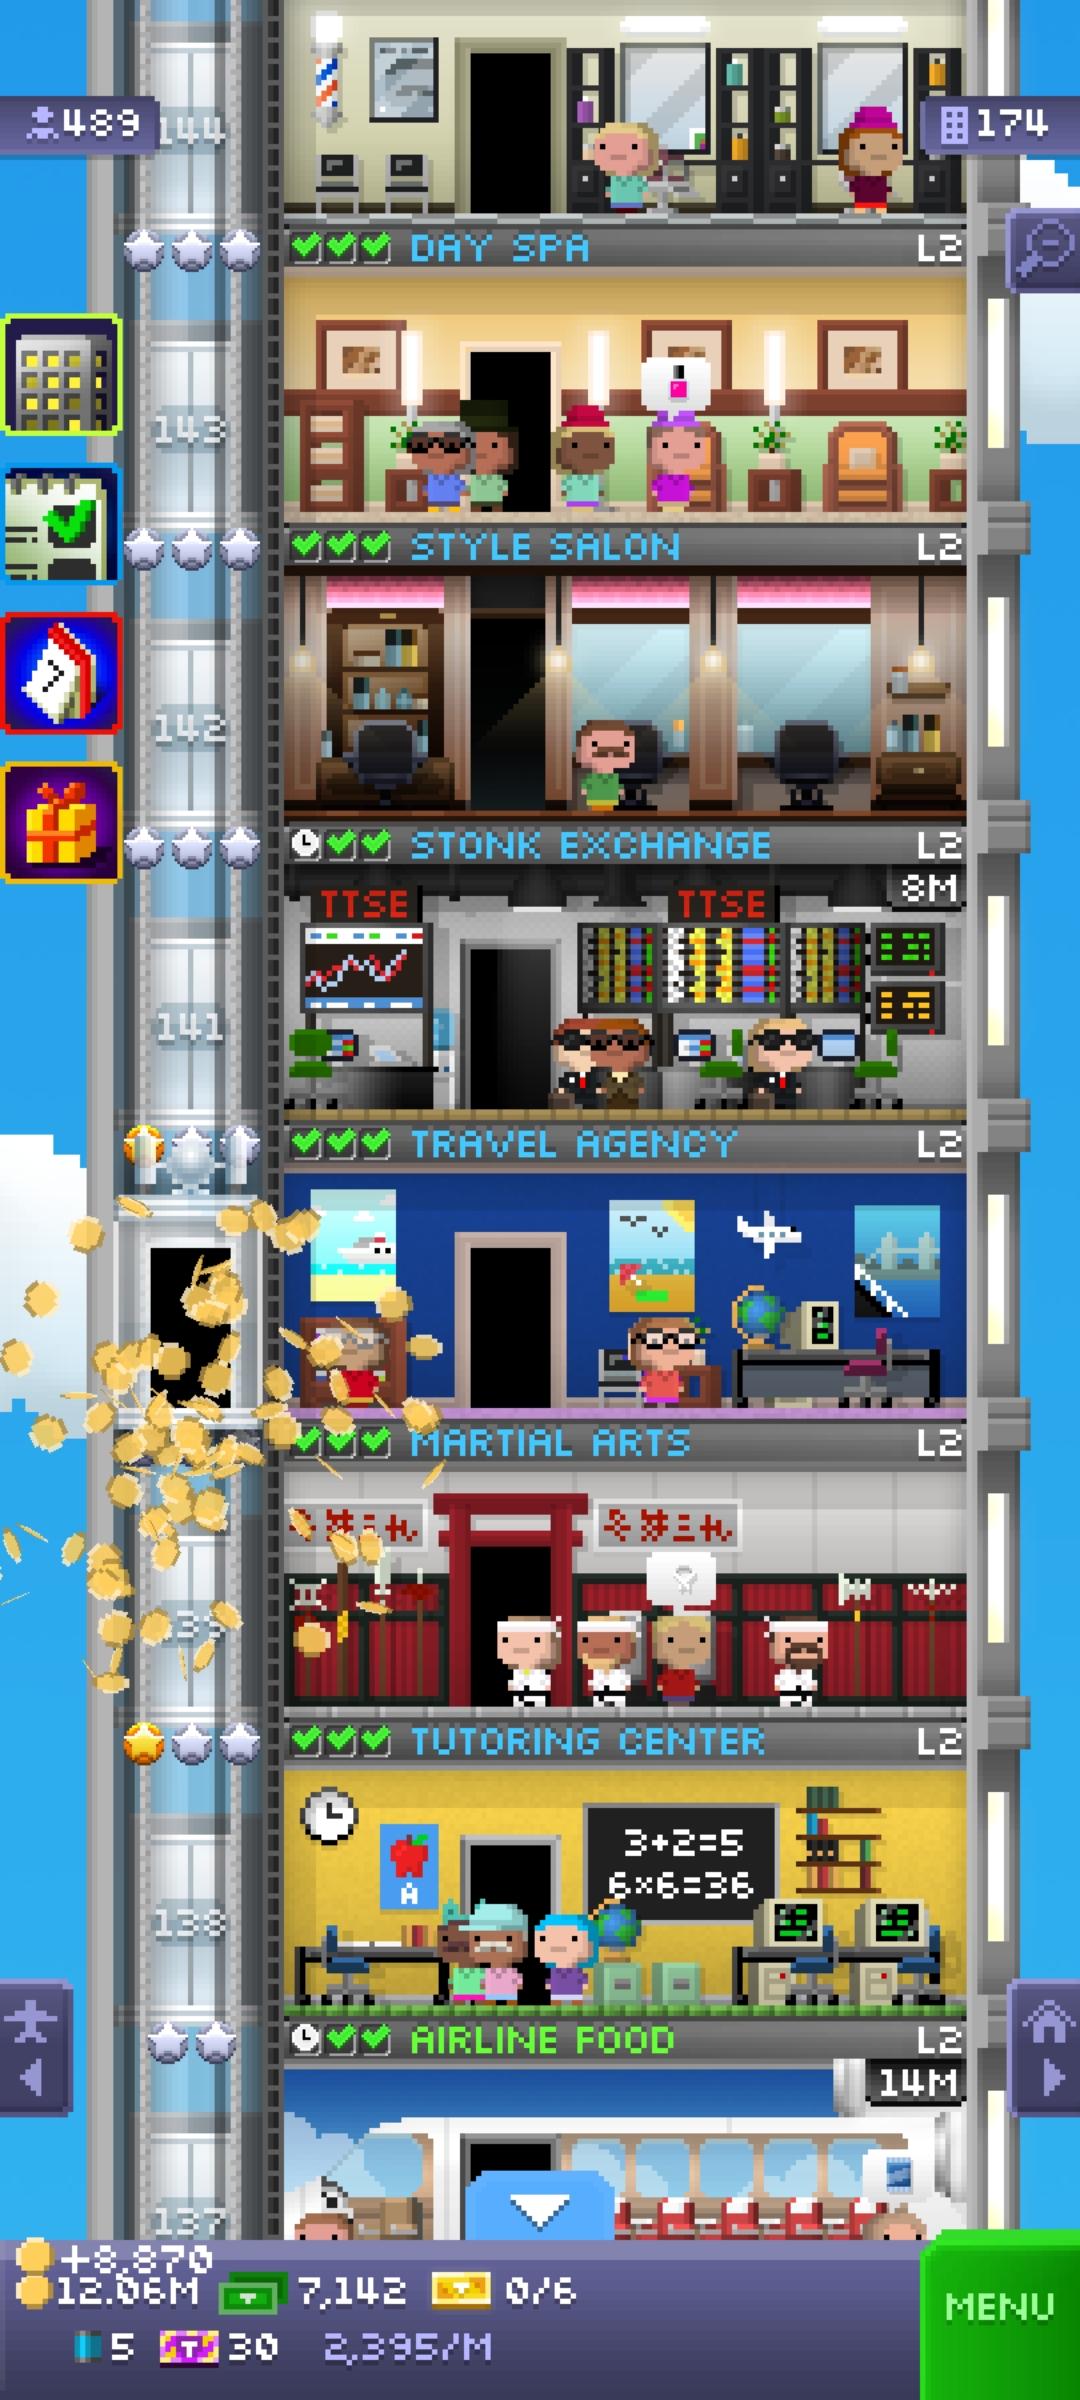 489
144
174
DAY SPA L2
143
STYLE SALON L2
142
STONK EXCHANGE L2
8M
TTSE TTSE
141
TRAVEL AGENCY L2
MARTIAL ARTS L2
TUTORING CENTER L2
3+2=5
6×6=36
A
138
AIRLINE FOOD L2
14M
137
+8,870
12.06M 7,142 0/6
MENU
5 T 30 2,395/M